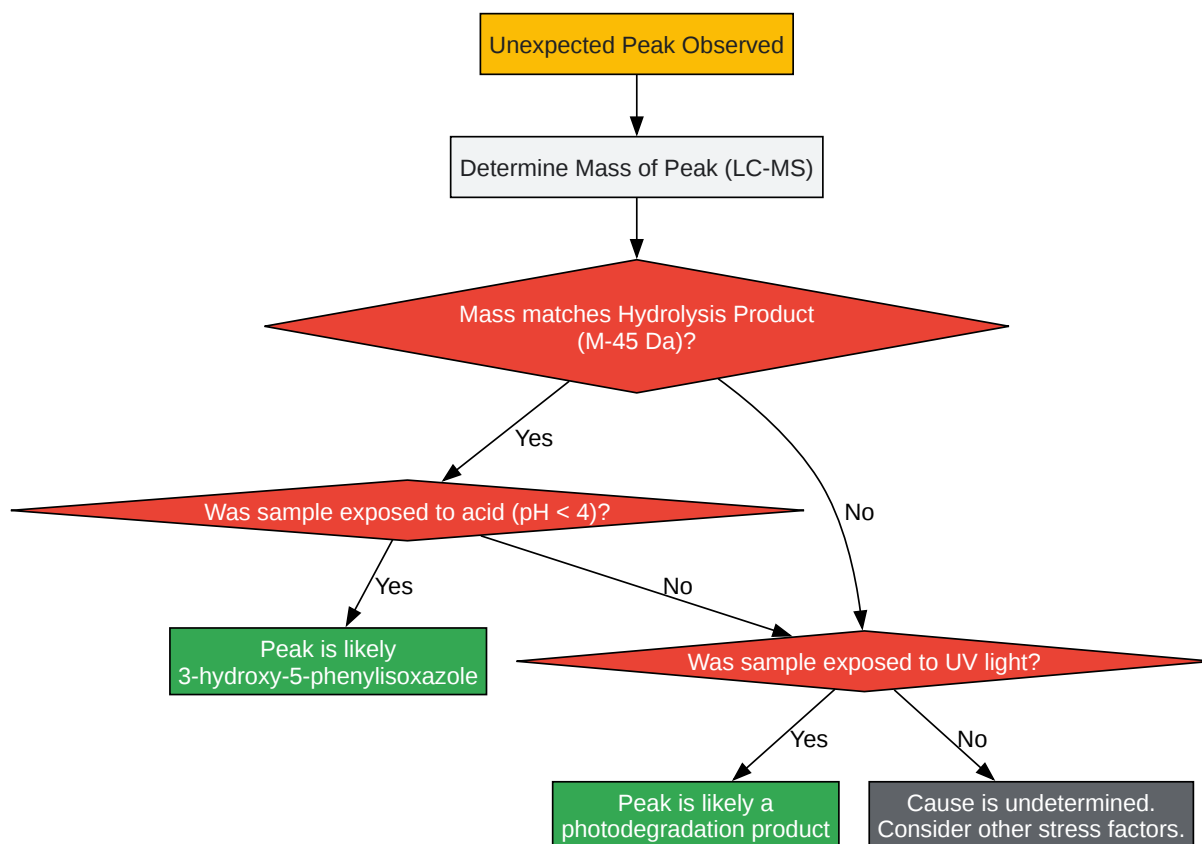 Unexpected Peak Observed
Determine Mass of Peak (LC-MS)
Mass matches Hydrolysis Product
(M-45 Da)?
Yes
No
Was sample exposed to acid (pH < 4)?
Yes
No
Peak is likely
3-hydroxy-5-phenylisoxazole
Was sample exposed to UV light?
Yes
No
Peak is likely a
photodegradation product
Cause is undetermined.
Consider other stress factors.